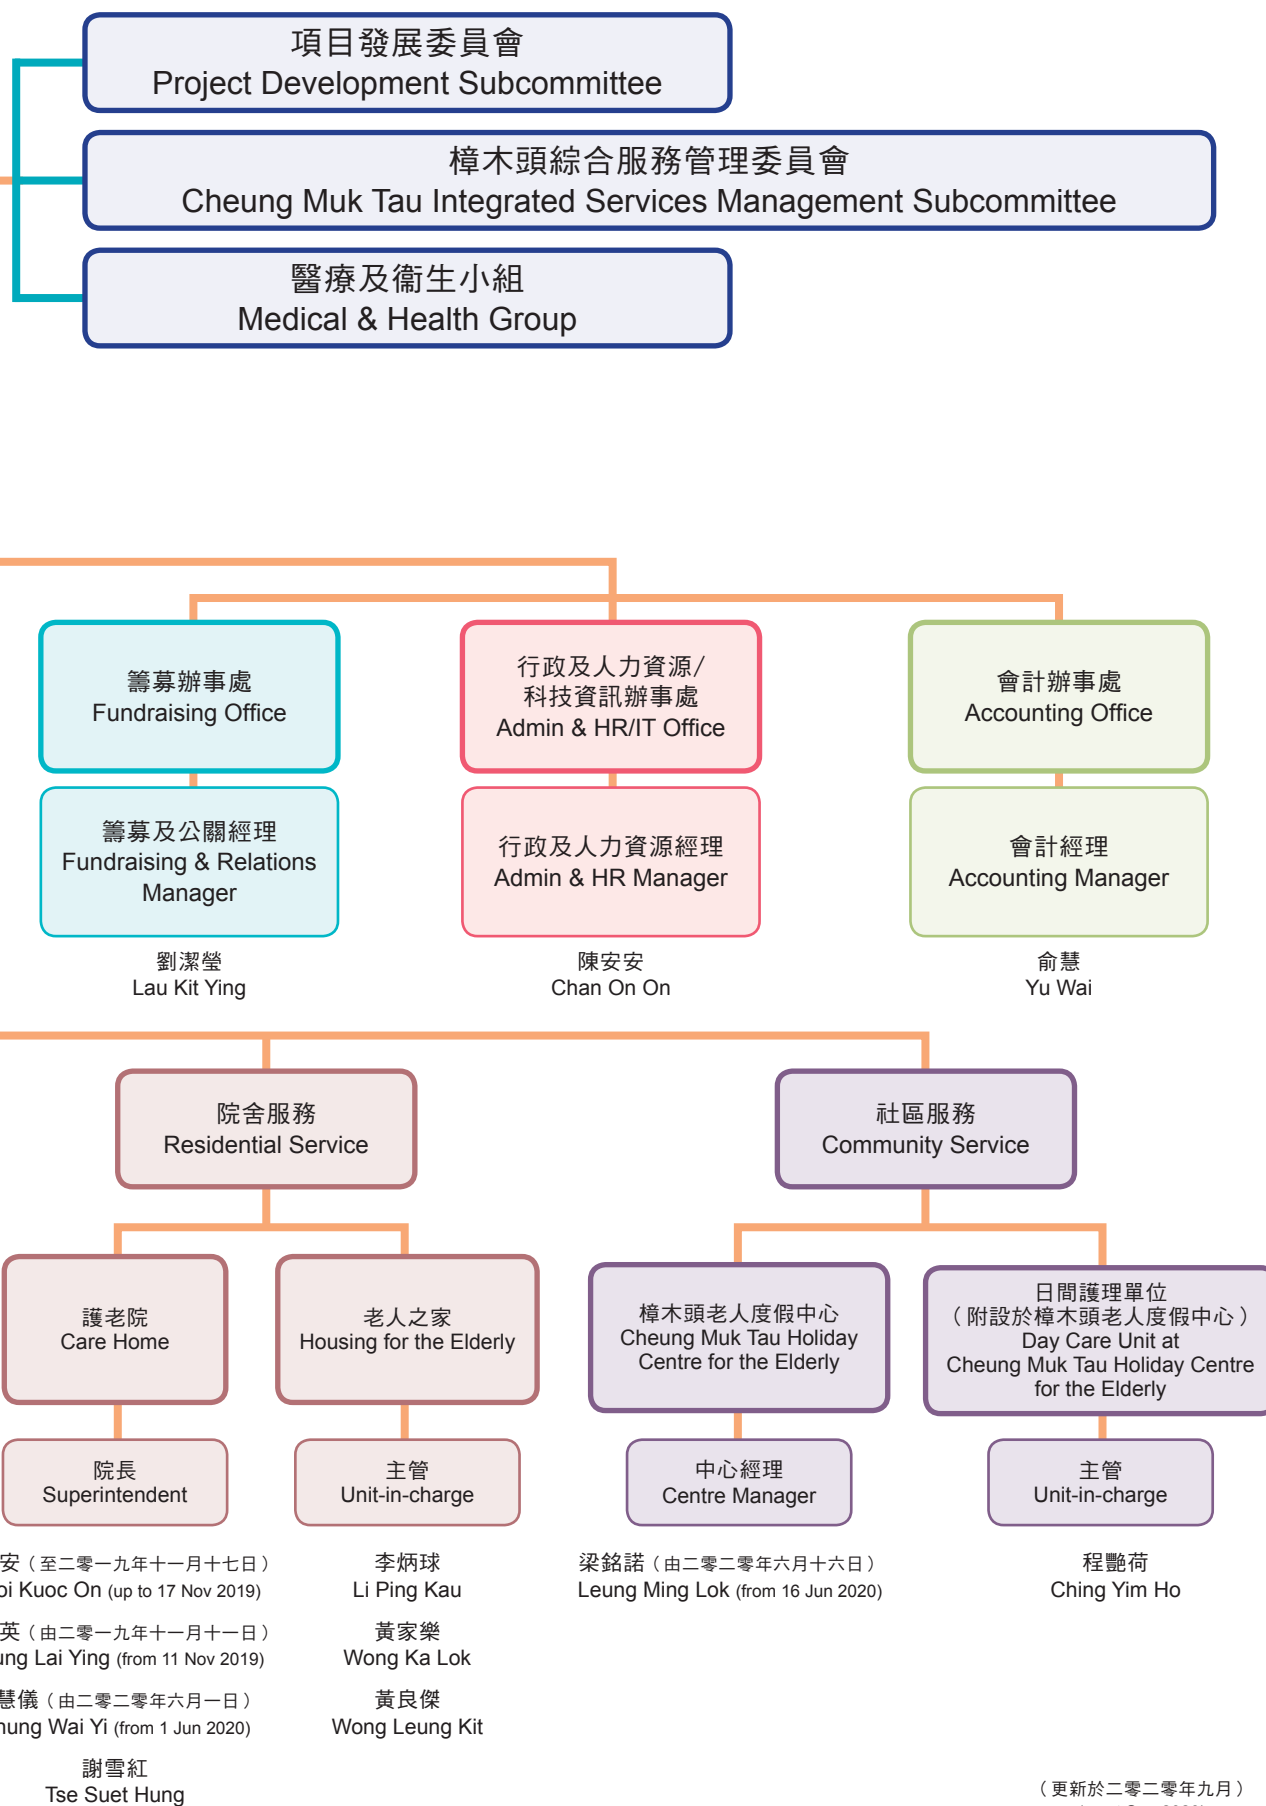 項目發展委員會
Project Development Subcommittee
樟木頭綜合服務管理委員會
Cheung Muk Tau Integrated Services Management Subcommittee
醫療及衞生小組
Medical & Health Group
籌募辦事處
Fundraising Office
行政及人力資源/
科技資訊辦事處
Admin & HR/IT Office
會計辦事處
Accounting Office
籌募及公關經理
Fundraising & Relations
Manager
行政及人力資源經理
Admin & HR Manager
會計經理
Accounting Manager
劉潔瑩
Lau Kit Ying
陳安安
Chan On On
俞慧
Yu Wai
院舍服務
Residential Service
社區服務
Community Service
護老院
Care Home
老人之家
Housing for the Elderly
樟木頭老人度假中心
Cheung Muk Tau Holiday
Centre for the Elderly
日間護理單位
（附設於樟木頭老人度假中心）
Day Care Unit at
Cheung Muk Tau Holiday Centre
for the Elderly
院長
Superintendent
主管
Unit-in-charge
中心經理
Centre Manager
主管
Unit-in-charge
安（至二零一九年十一月十七日）
Kuoc On (up to 17 Nov 2019)
英（由二零一九年十一月十一日）
Lai Ying (from 11 Nov 2019)
慧儀（由二零二零年六月一日）
Wai Yi (from 1 Jun 2020)
謝雪紅
Tse Suet Hung
李炳球
Li Ping Kau
黃家樂
Wong Ka Lok
黃良傑
Wong Leung Kit
梁銘諾（由二零二零年六月十六日）
Leung Ming Lok (from 16 Jun 2020)
程艷荷
Ching Yim Ho
（更新於二零二零年九月）